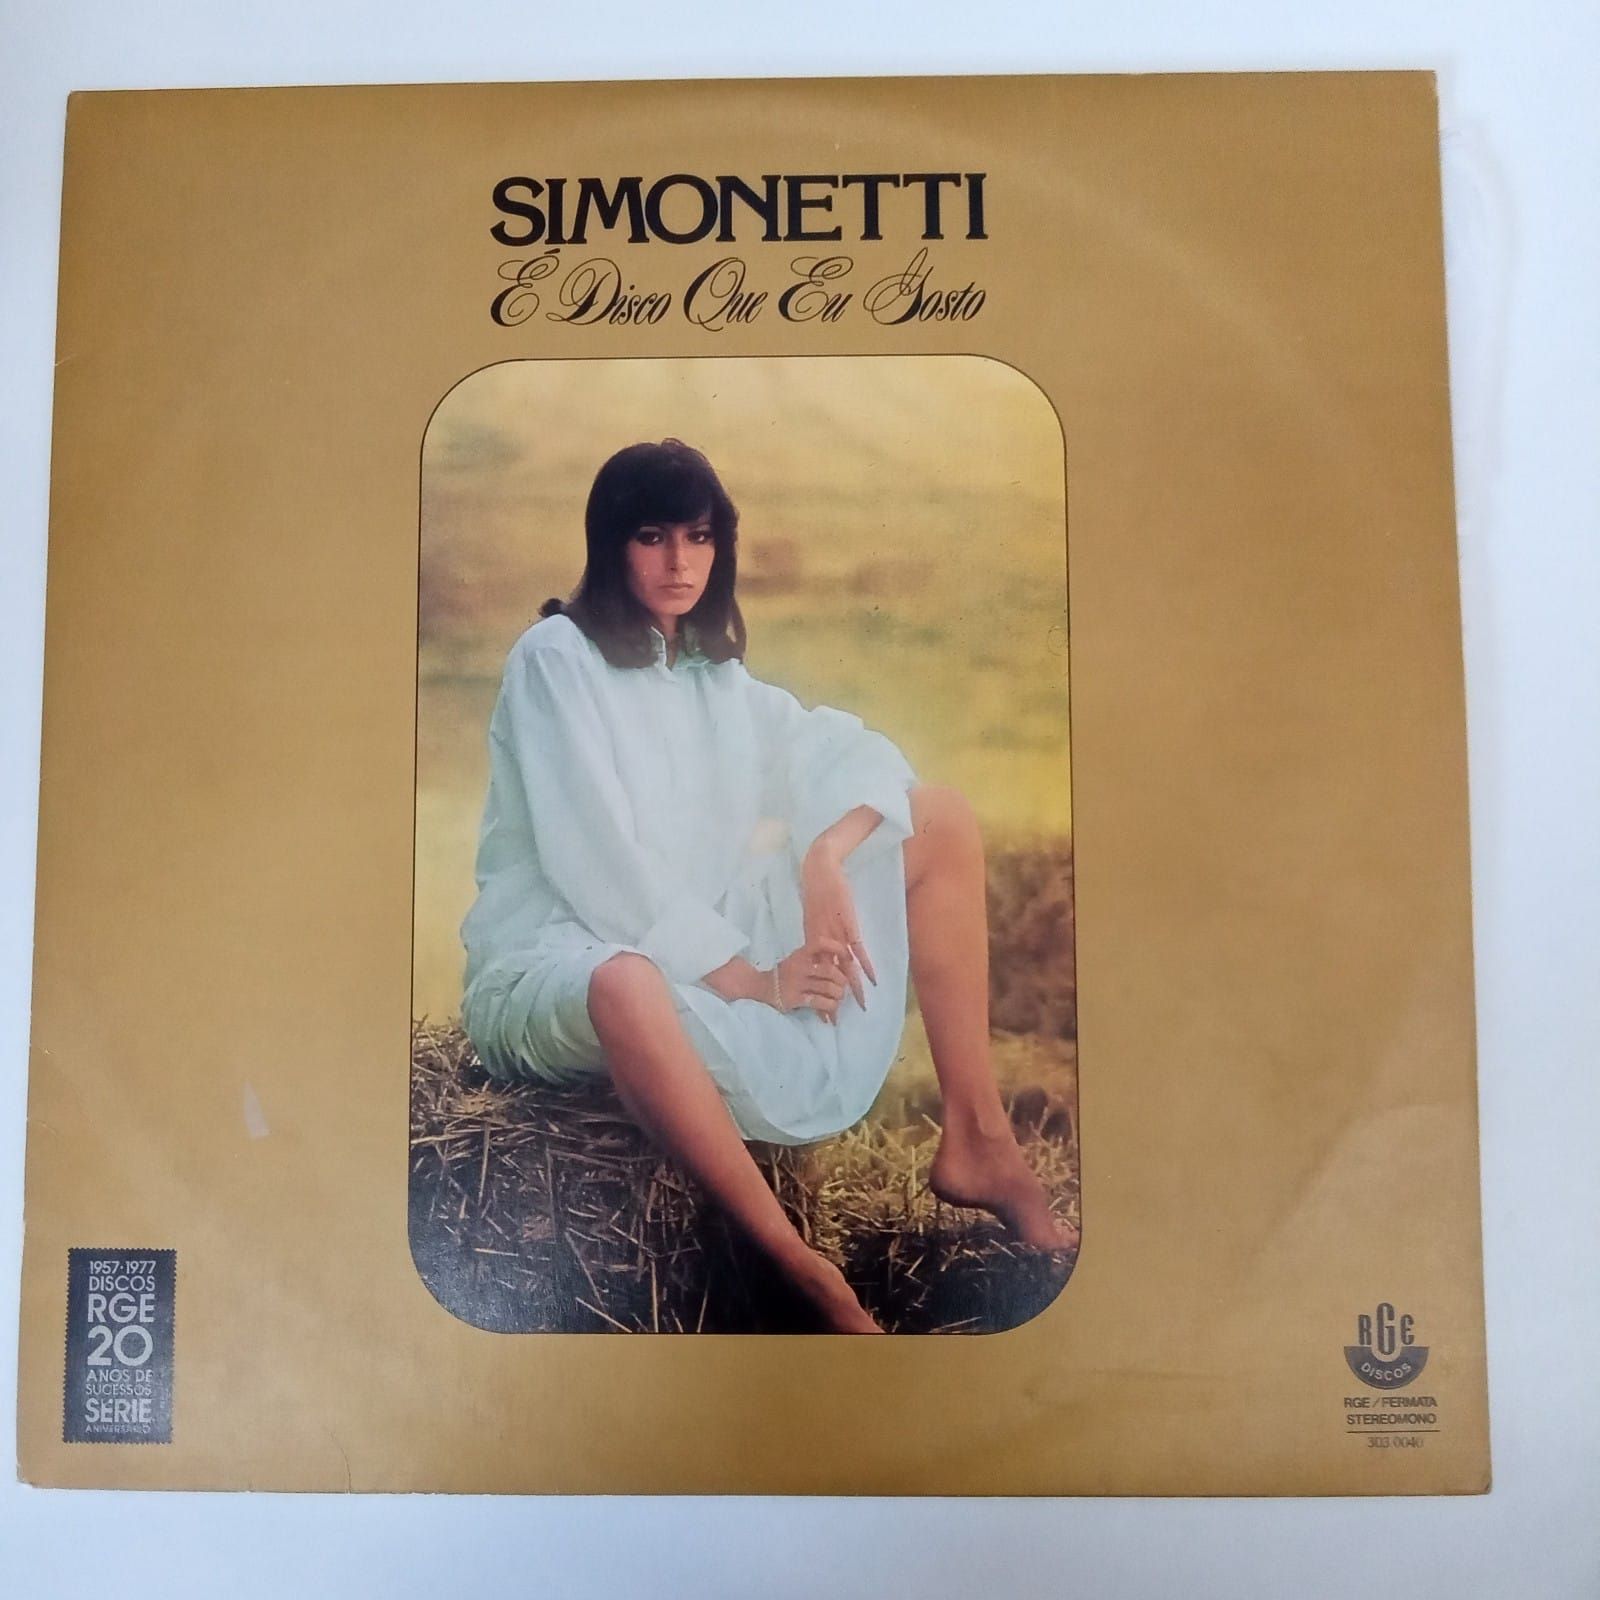 SIMONETTI
É Disco Que Eu Gosto
1957·1977
DISCOS
RGE
20
ANOS DE
SUCESSOS
SÉRIE
ANIVERSÁRIO
RGE
DISCOS
RGE/FERMATA
STEREOMONO
303.0040